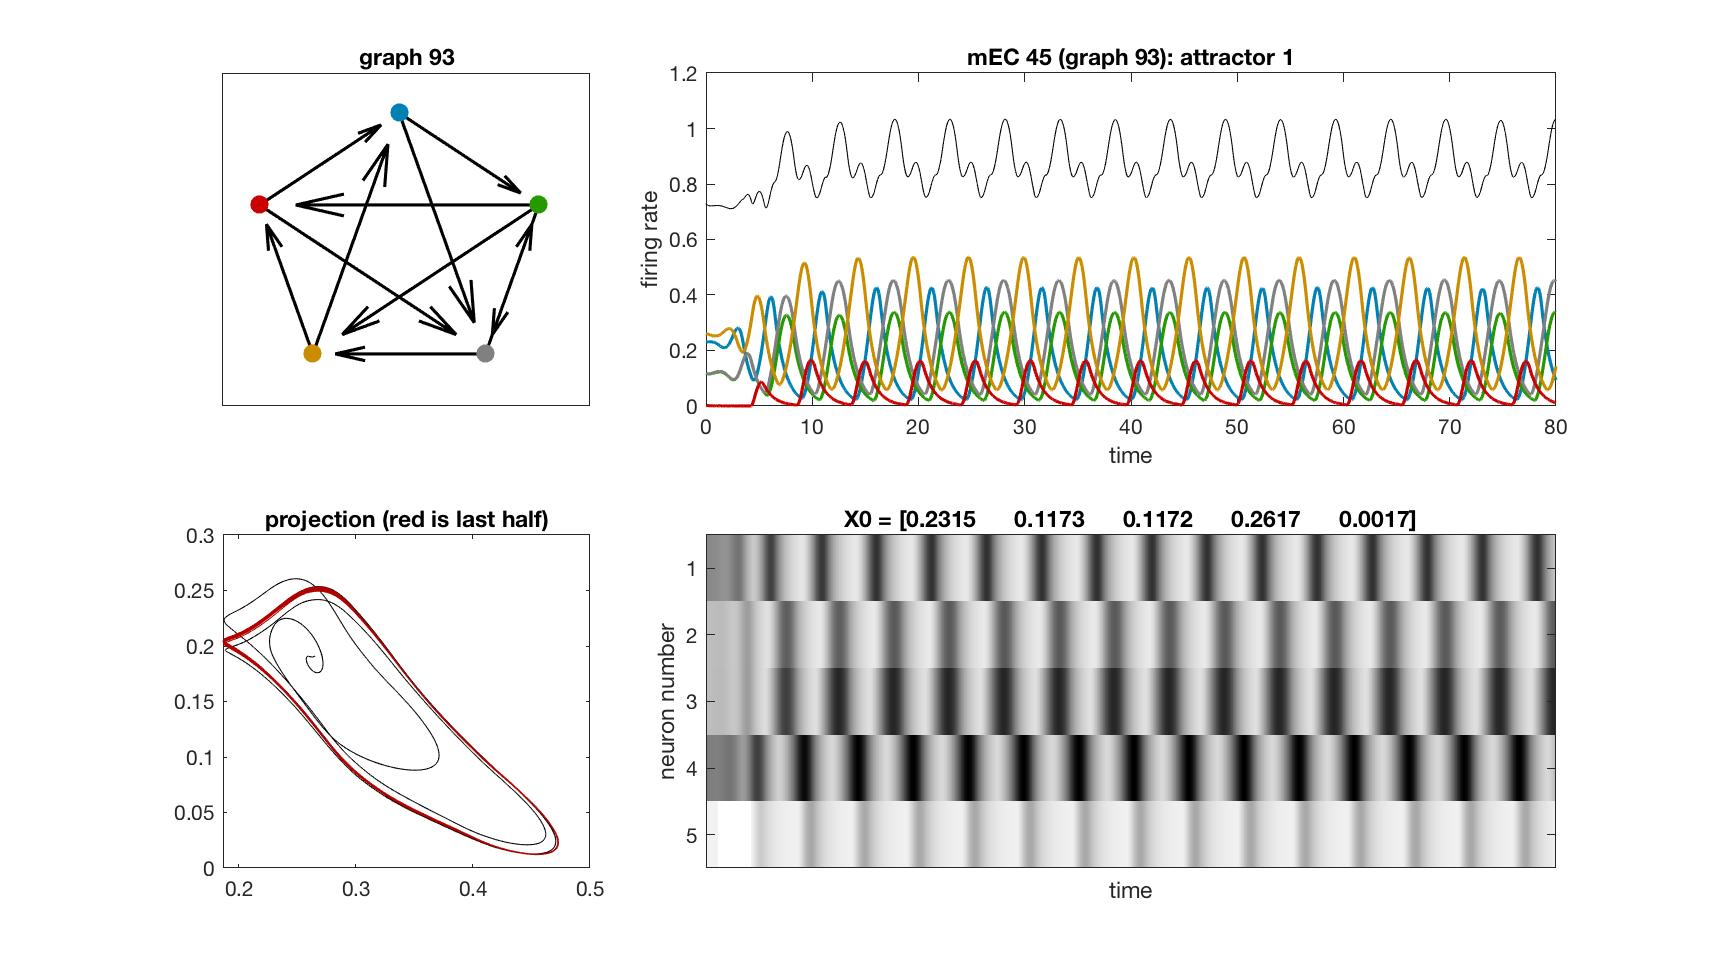 graph 93
mEC 45 (graph 93): attractor 1
1.2
1
0.8
0.6
0.4
0.2
0
firing rate
0 10 20 30 40 50 60 70 80
time
projection (red is last half)
0.3
0.25
0.2
0.15
0.1
0.05
0
0.2 0.3 0.4 0.5
X0 = [0.2315 0.1173 0.1172 0.2617 0.0017]
1
2
3
4
5
neuron number
time